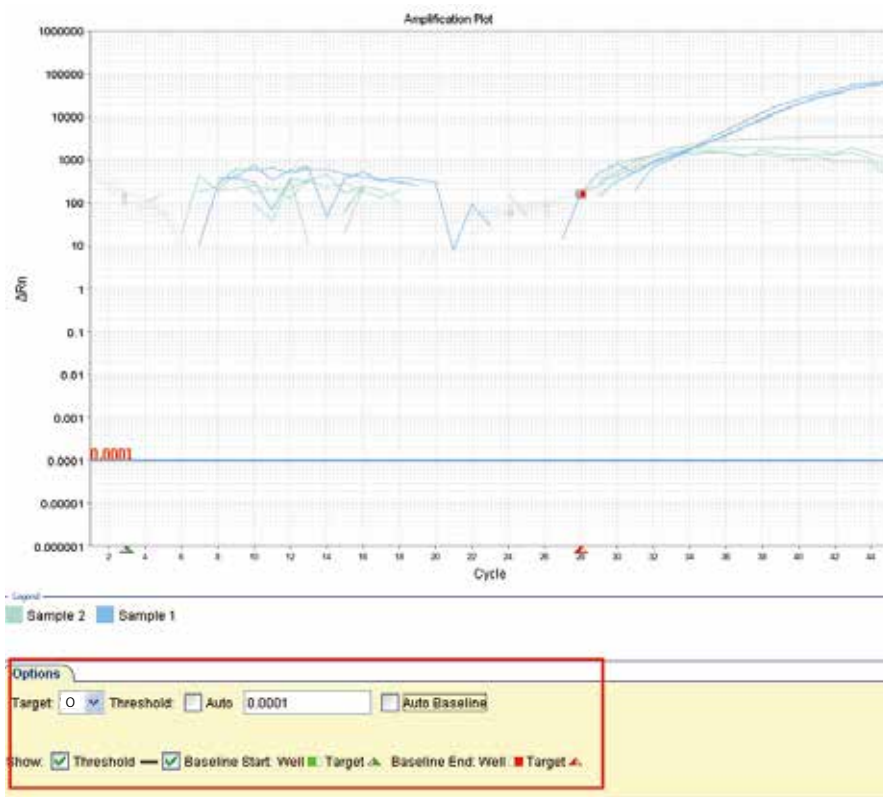 Amplification Plot
1000000
100000
10000
1000
100
10
1
0.1
0.01
0.001
0.0001
0.00001
0.000001
ΔRn
0.0001
2 4 6 8 10 12 14 16 18 20 22 24 26 28 30 32 34 36 38 40 42 44
Cycle
Legend
Sample 2 Sample 1
Options
Target: O Threshold: Auto 0.0001 Auto Baseline
Show: Threshold Baseline Start: Well Target Baseline End: Well Target